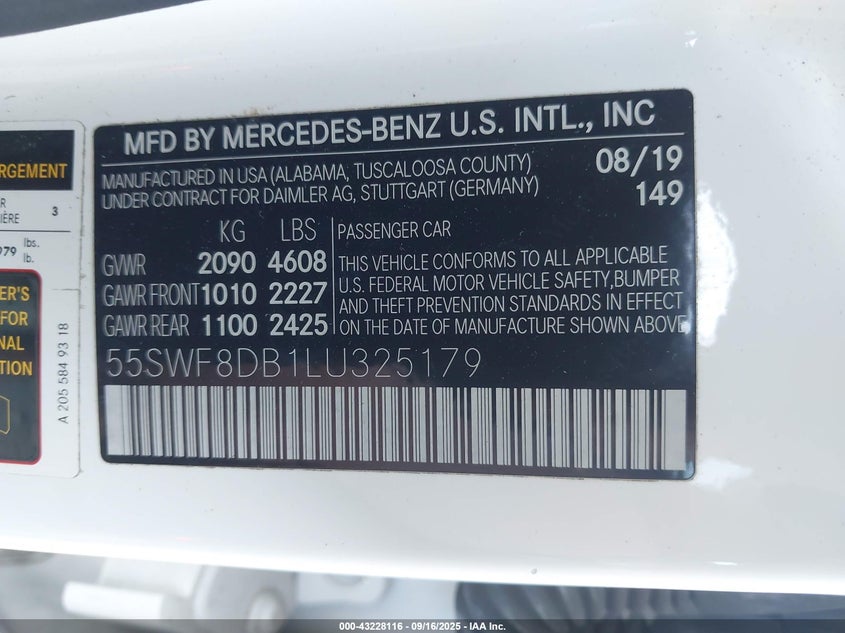 MFD BY MERCEDES-BENZ U.S. INTL., INC
MANUFACTURED IN USA (ALABAMA, TUSCALOOSA COUNTY)
UNDER CONTRACT FOR DAIMLER AG, STUTTGART (GERMANY)
08/19
149
KG LBS
GVWR 2090 4608
GAWR FRONT 1010 2227
GAWR REAR 1100 2425
PASSENGER CAR
THIS VEHICLE CONFORMS TO ALL APPLICABLE
U.S. FEDERAL MOTOR VEHICLE SAFETY,BUMPER
AND THEFT PREVENTION STANDARDS IN EFFECT
ON THE DATE OF MANUFACTURE SHOWN ABOVE
55SWF8DB1LU325179
RGEMENT
R
IÈRE 3
979 lbs.
lb.
ER'S
FOR
NAL
TION
A 205 584 93 18
000-43228116 - 09/16/2025 - IAA Inc.